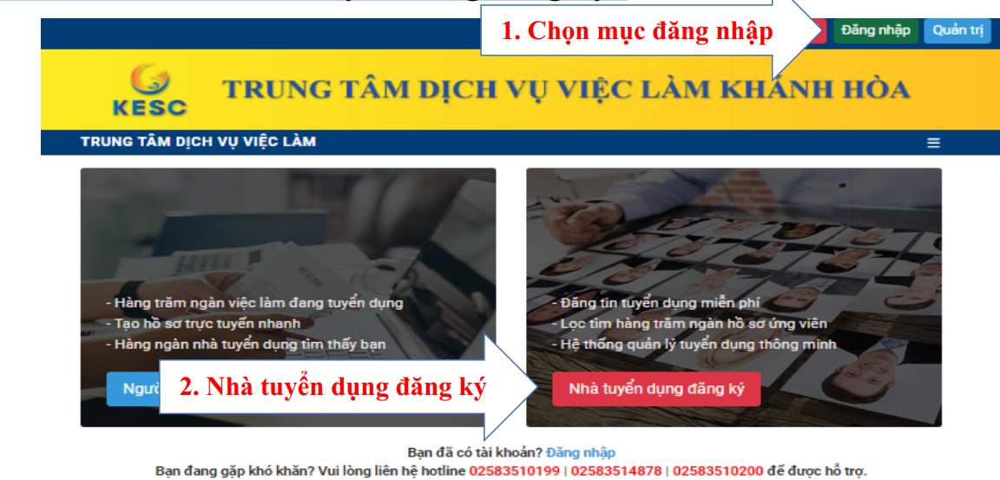 1. Chọn mục đăng nhập
Đăng nhập
Quản trị
KESC
TRUNG TÂM DỊCH VỤ VIỆC LÀM KHÁNH HÒA
TRUNG TÂM DỊCH VỤ VIỆC LÀM
RESUME
- Hàng trăm ngàn việc làm đang tuyển dụng
- Tạo hồ sơ trực tuyến nhanh
- Hàng ngàn nhà tuyển dụng tìm thấy bạn
- Đăng tin tuyển dụng miễn phí
- Lọc tìm hàng trăm ngàn hồ sơ ứng viên
- Hệ thống quản lý tuyển dụng thông minh
2. Nhà tuyển dụng đăng ký
Nhà tuyển dụng đăng ký
Bạn đã có tài khoản? Đăng nhập
Bạn đang gặp khó khăn? Vui lòng liên hệ hotline 02583510199 | 02583514878 | 02583510200 để được hỗ trợ.